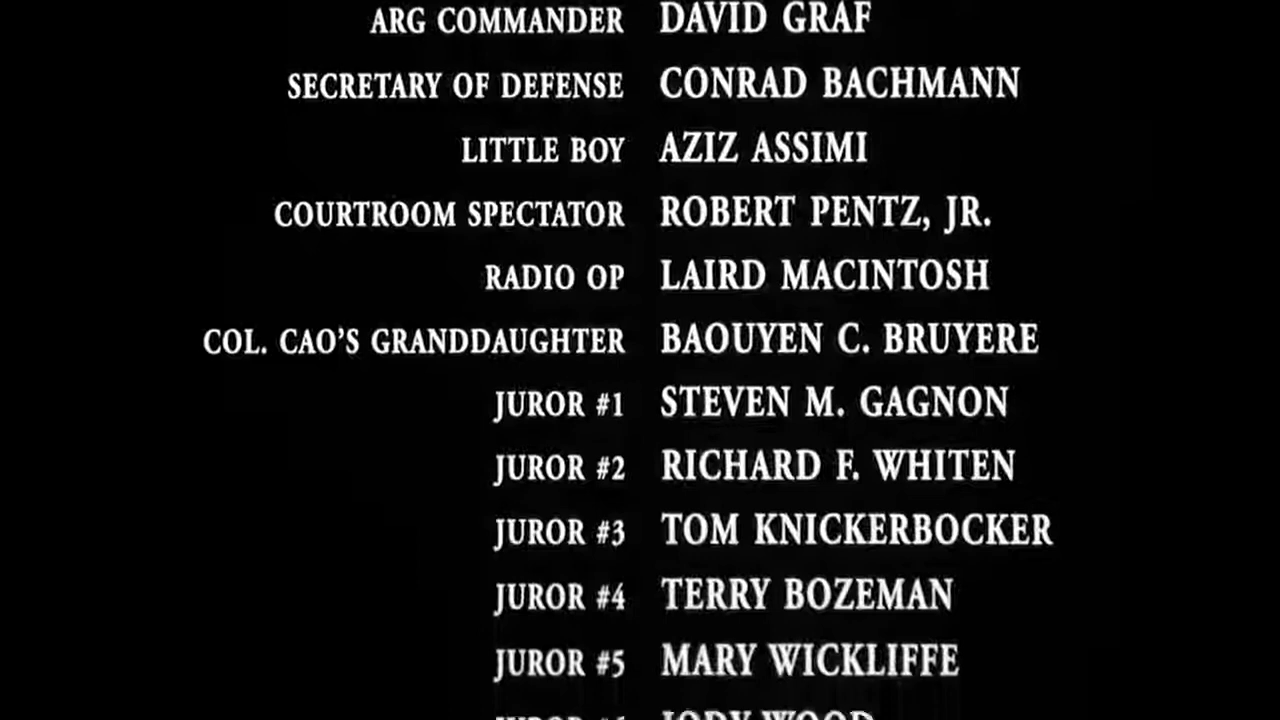 ARG COMMANDER DAVID GRAF
SECRETARY OF DEFENSE CONRAD BACHMANN
LITTLE BOY AZIZ ASSIMI
COURTROOM SPECTATOR ROBERT PENTZ, JR.
RADIO OP LAIRD MACINTOSH
COL. CAO'S GRANDDAUGHTER BAOUYEN C. BRUYERE
JUROR #1 STEVEN M. GAGNON
JUROR #2 RICHARD F. WHITEN
JUROR #3 TOM KNICKERBOCKER
JUROR #4 TERRY BOZEMAN
JUROR #5 MARY WICKLIFFE
JODY WOOD